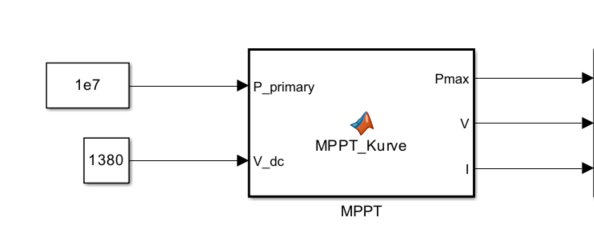 1e7
P_primary
Pmax
V
MPPT_Kurve
1380
V_dc
I
MPPT